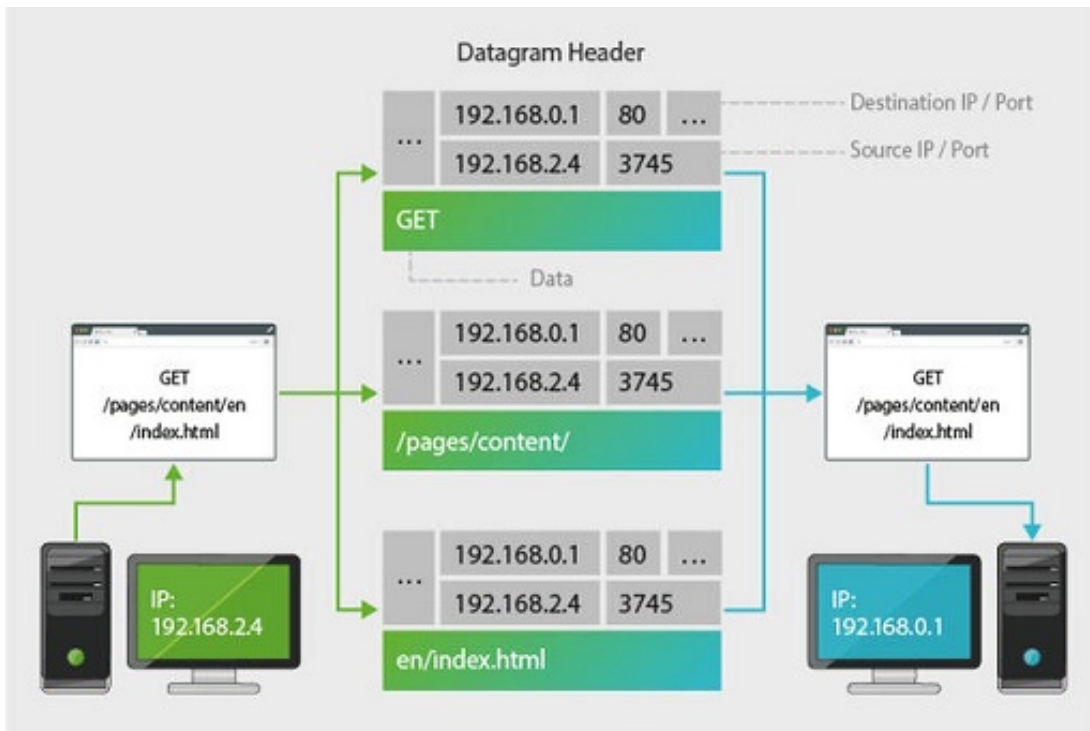 Datagram Header
... 192.168.0.1 80 ...
192.168.2.4 3745
Destination IP / Port
Source IP / Port
GET
Data
... 192.168.0.1 80 ...
192.168.2.4 3745
/pages/content/
... 192.168.0.1 80 ...
192.168.2.4 3745
en/index.html
GET
/pages/content/en
/index.html
IP:
192.168.2.4
GET
/pages/content/en
/index.html
IP:
192.168.0.1